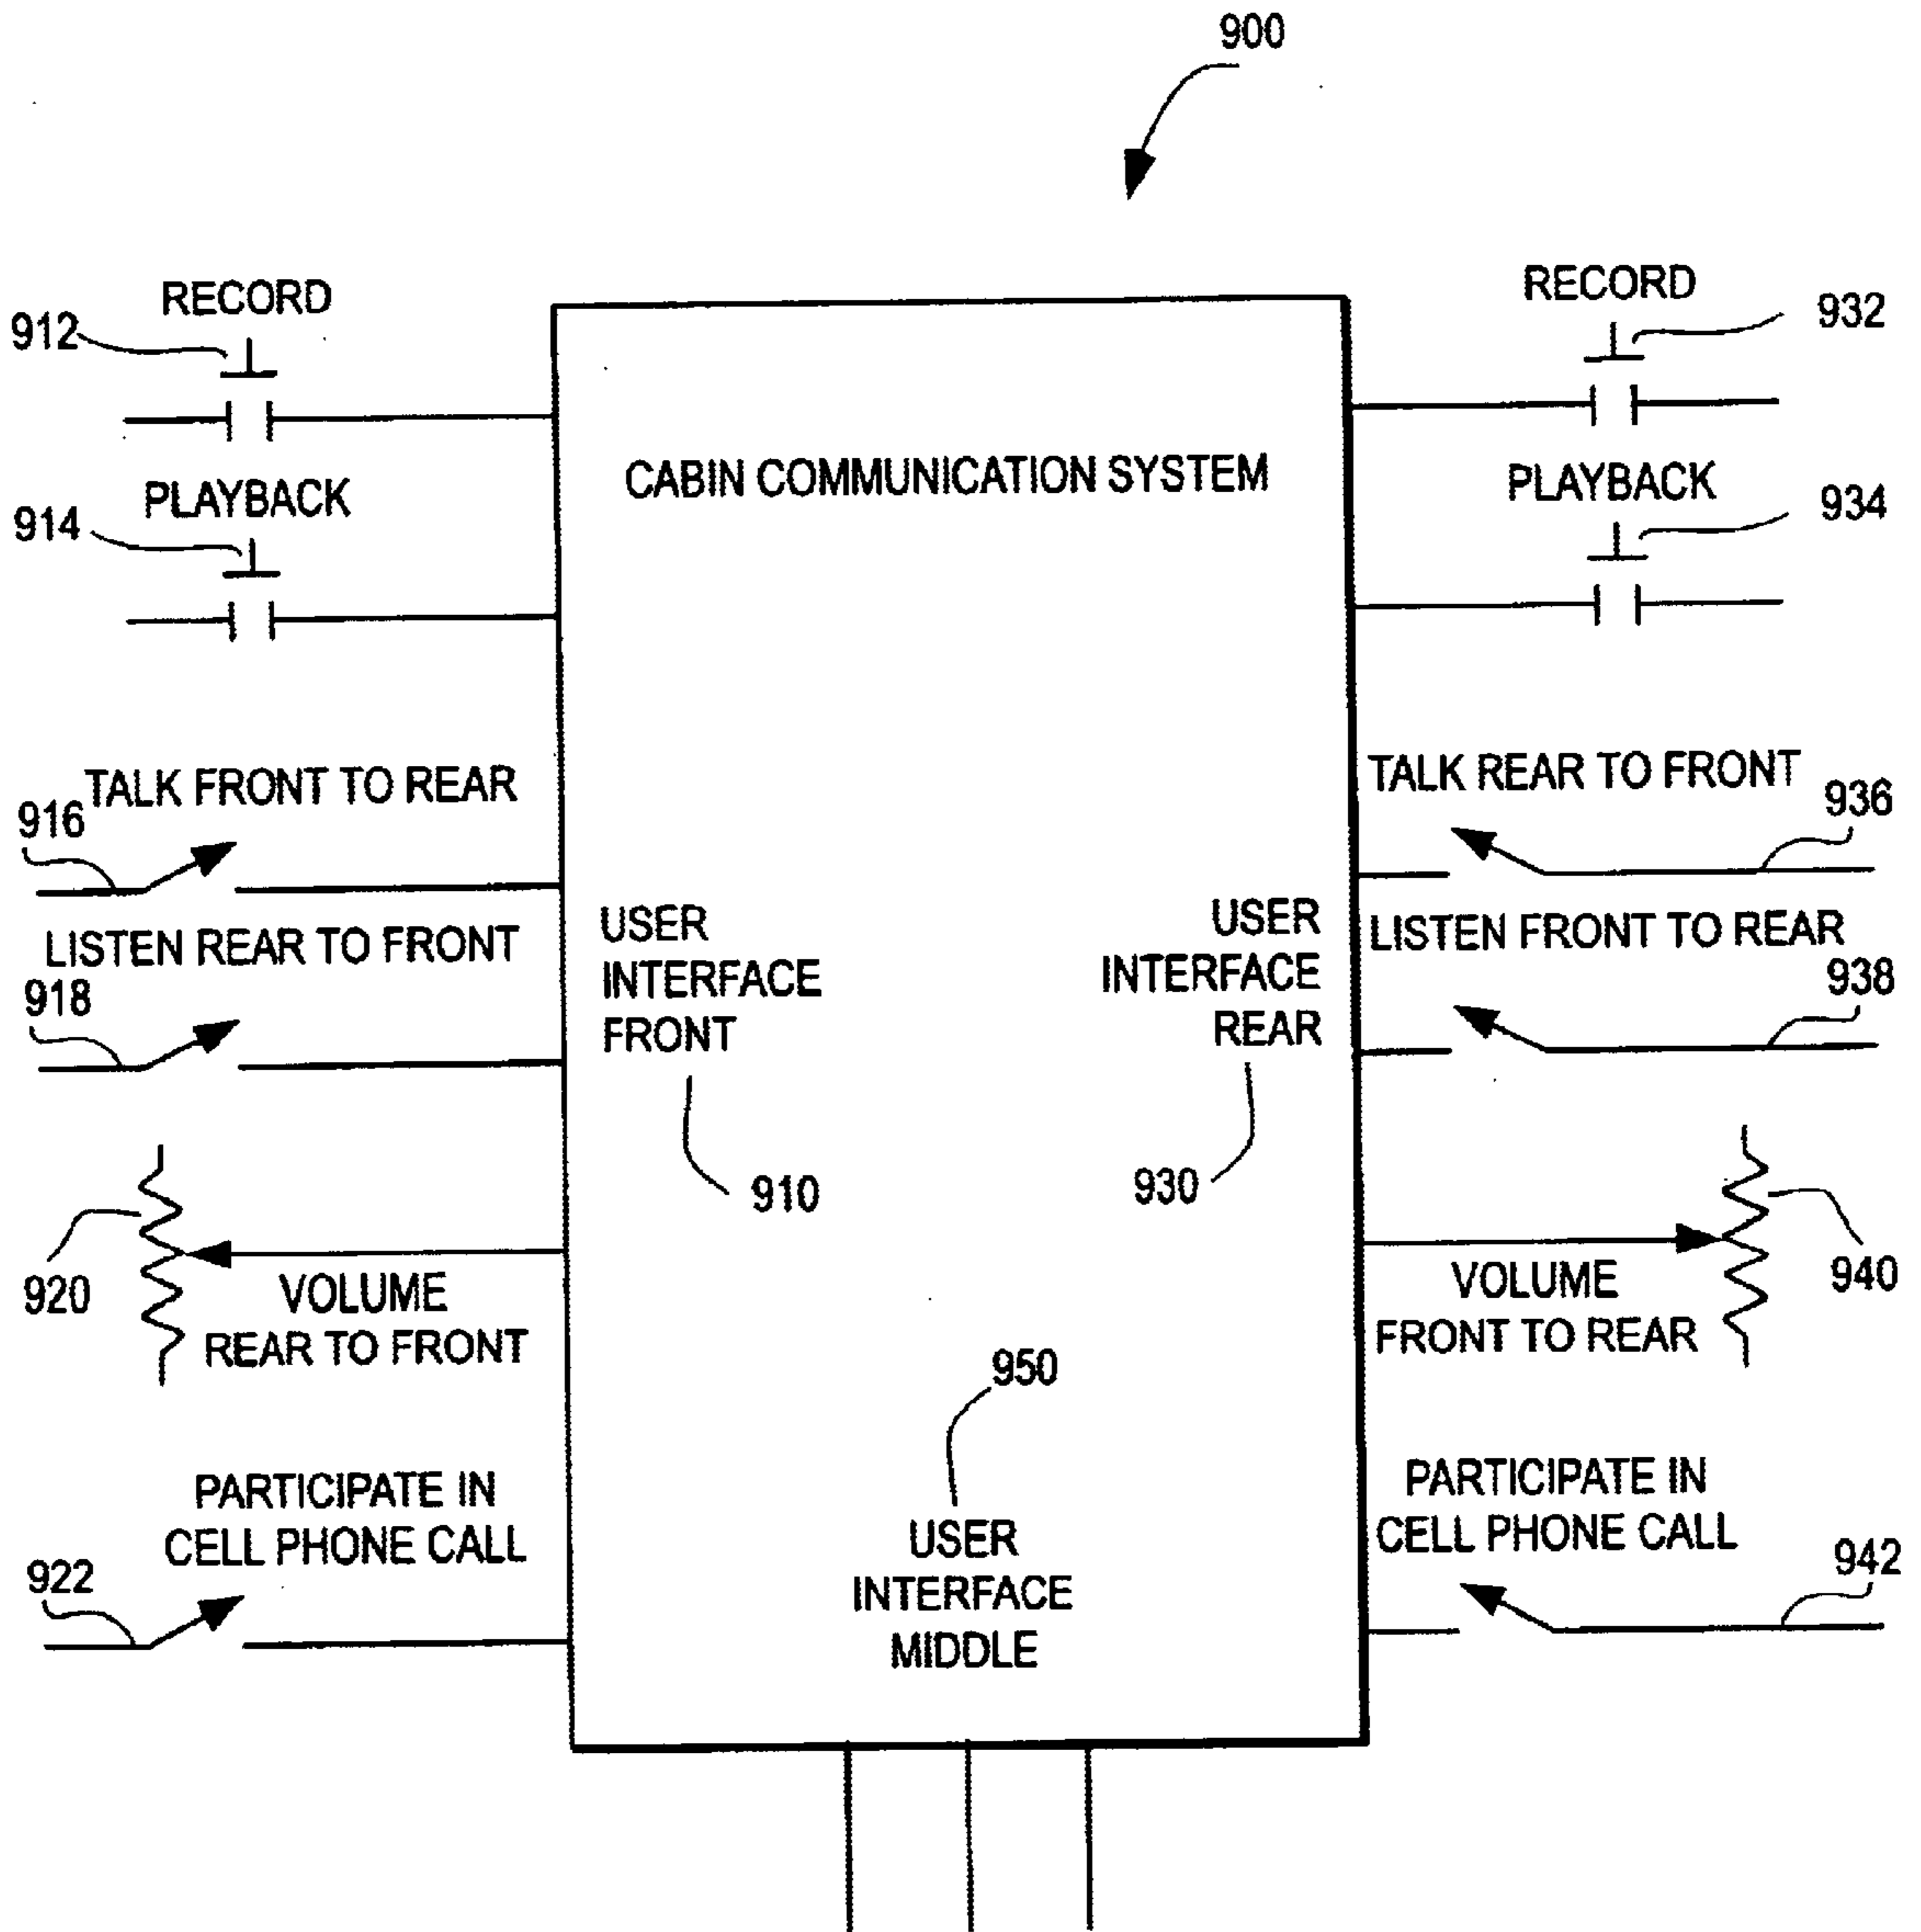 900
RECORD
912
PLAYBACK
914
TALK FRONT TO REAR
916
LISTEN REAR TO FRONT
918
920
VOLUME
REAR TO FRONT
PARTICIPATE IN
CELL PHONE CALL
922
CABIN COMMUNICATION SYSTEM
USER
INTERFACE
FRONT
910
USER
INTERFACE
REAR
930
950
USER
INTERFACE
MIDDLE
RECORD
932
PLAYBACK
934
TALK REAR TO FRONT
936
LISTEN FRONT TO REAR
938
940
VOLUME
FRONT TO REAR
PARTICIPATE IN
CELL PHONE CALL
942